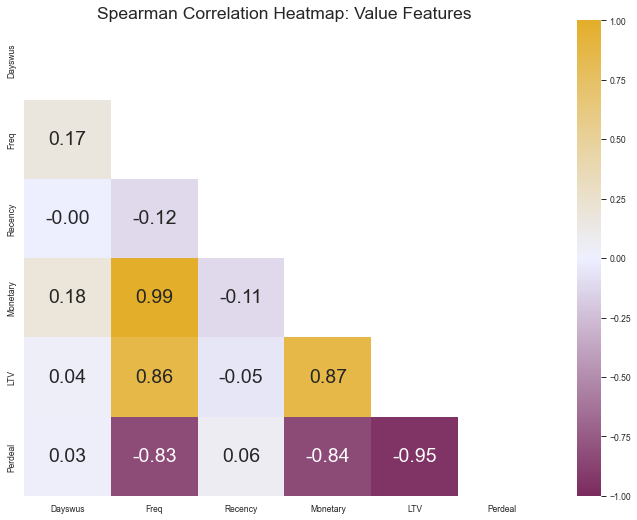 Spearman Correlation Heatmap: Value Features
Dayswus
Freq
0.17
Recency
-0.00 -0.12
Monetary
0.18 0.99 -0.11
LTV
0.04 0.86 -0.05 0.87
Perdeal
0.03 -0.83 0.06 -0.84 -0.95
Dayswus Freq Recency Monetary LTV Perdeal
1.00
0.75
0.50
0.25
0.00
-0.25
-0.50
-0.75
-1.00